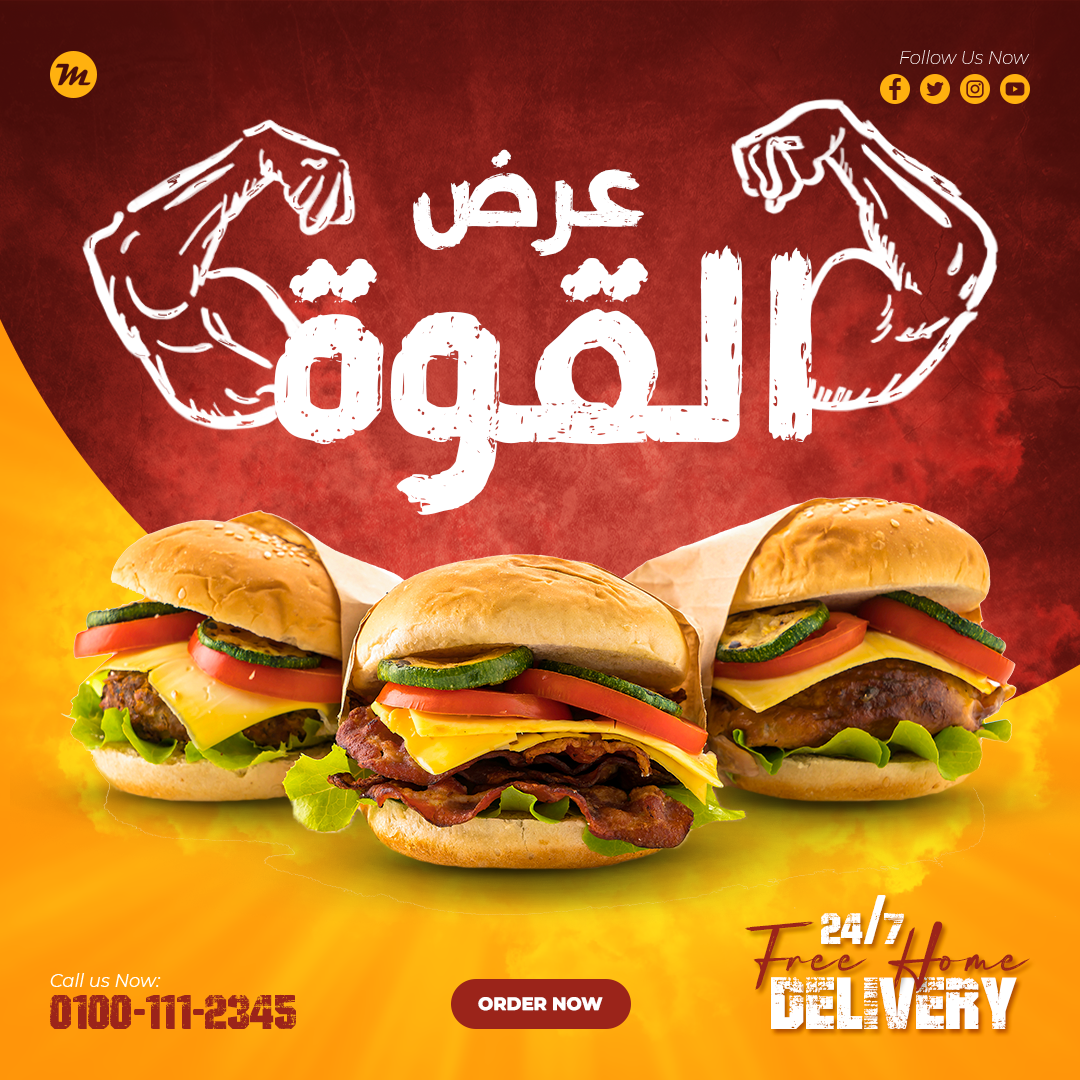 m
Follow Us Now
عرض
القوة
24/7
Free Home
DELIVERY
Call us Now:
0100-111-2345
ORDER NOW